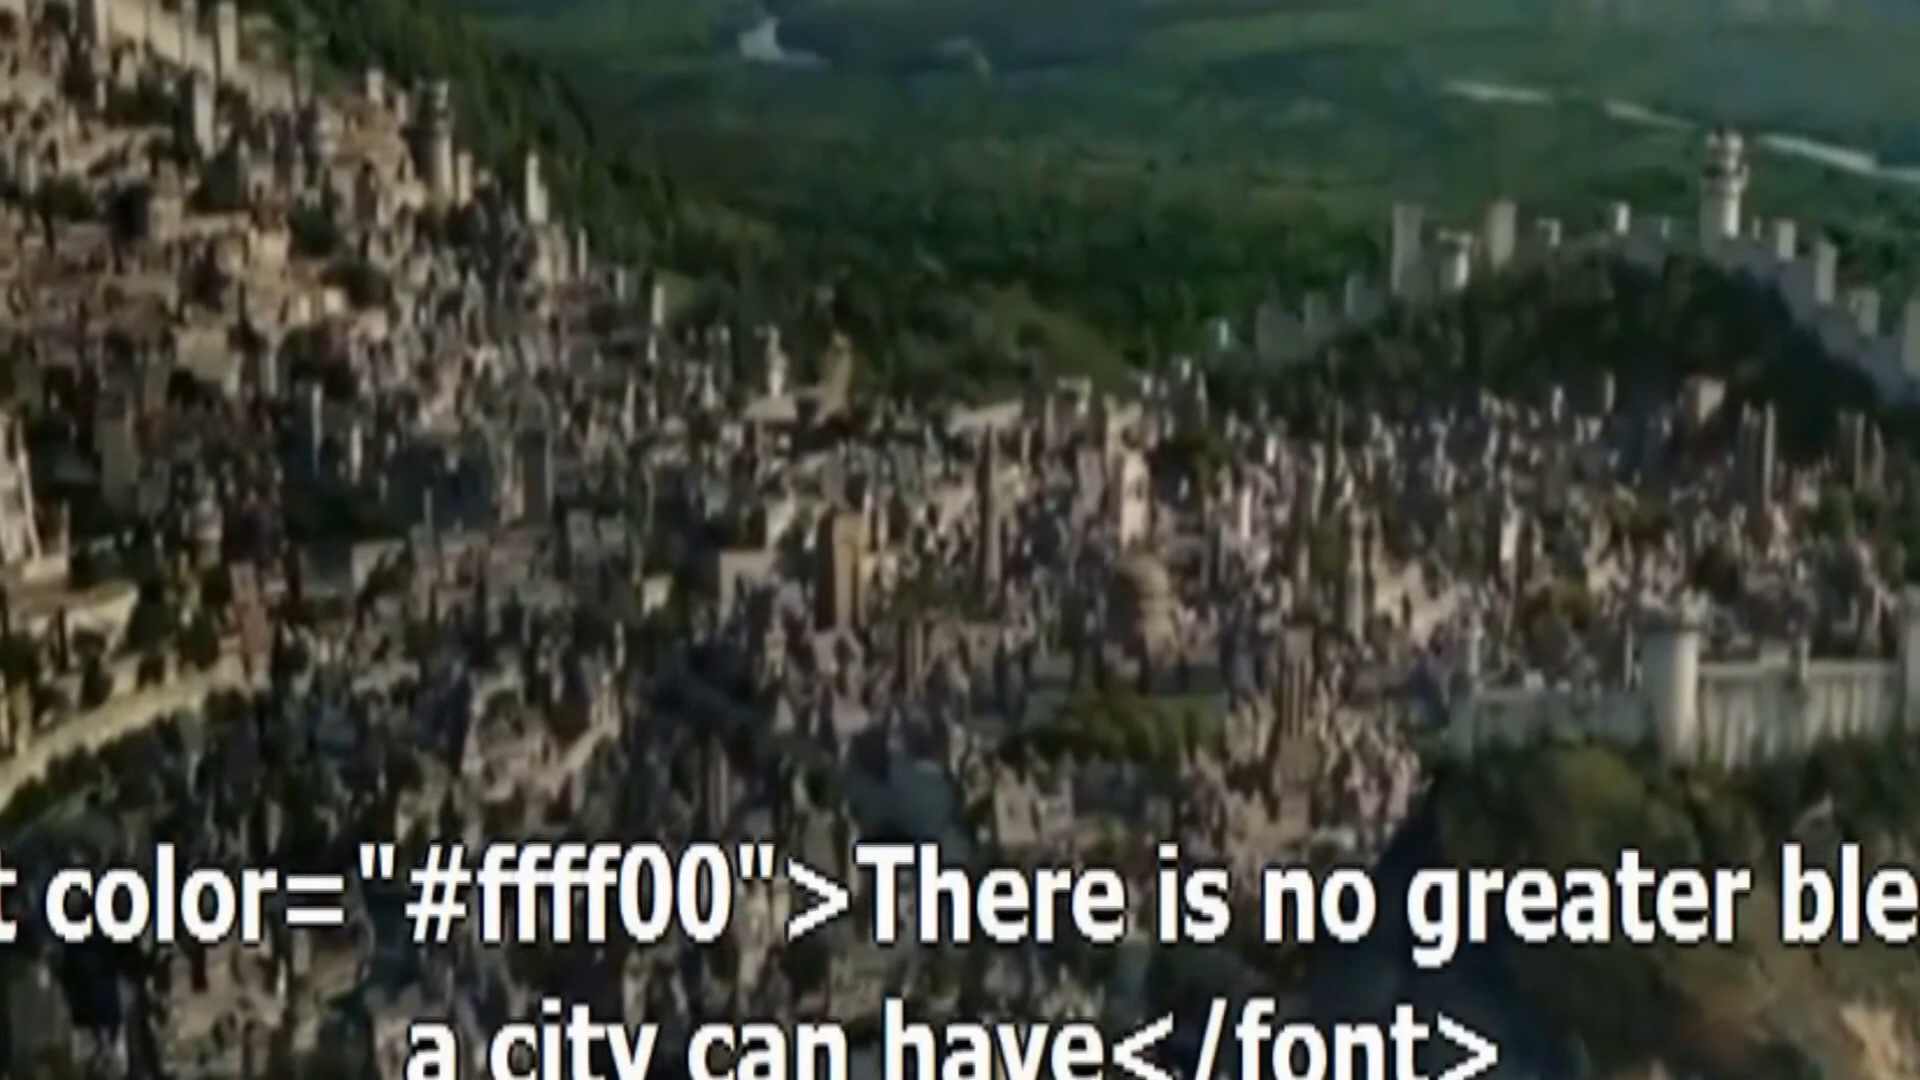 t color="#ffff00">There is no greater ble
a city can have</font>